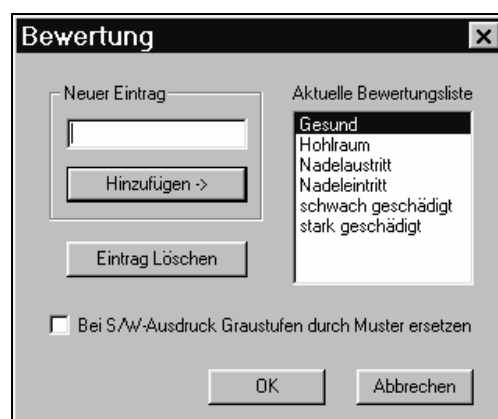 Bewertung
Neuer Eintrag
Hinzufügen ->
Eintrag Löschen
Aktuelle Bewertungsliste
Gesund
Hohlraum
Nadelaustritt
Nadeleintritt
schwach geschädigt
stark geschädigt
Bei S/W-Ausdruck Graustufen durch Muster ersetzen
OK
Abbrechen